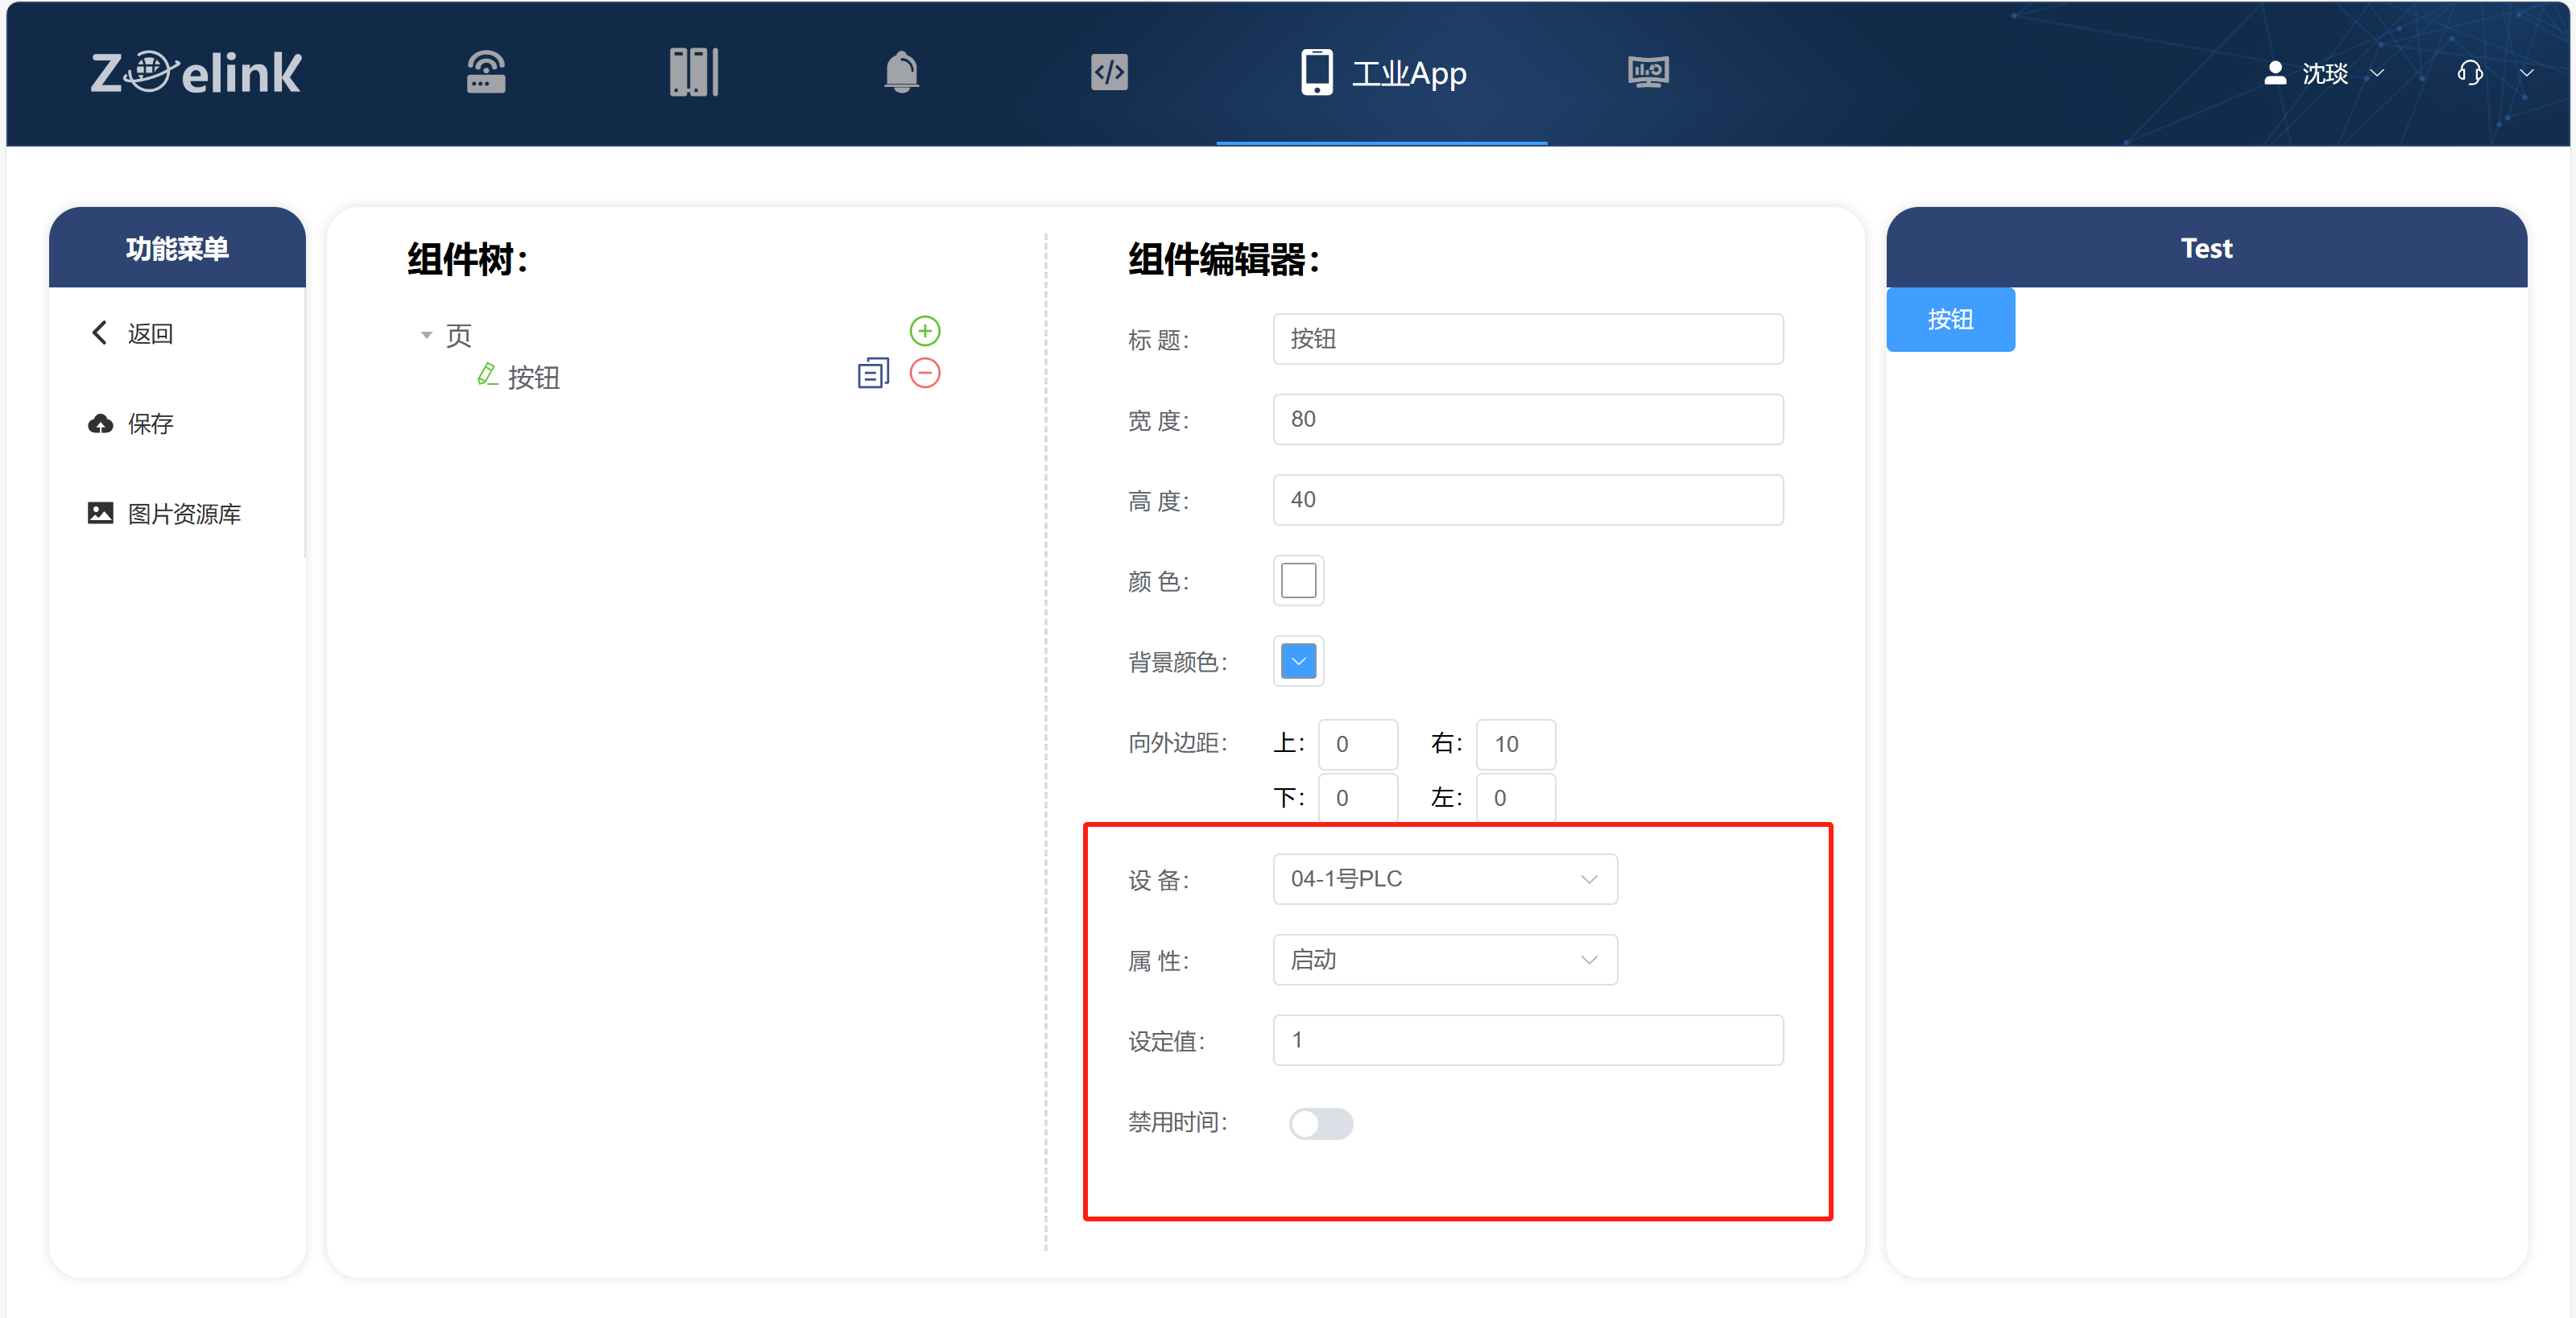 Zoelink
工业App
沈琰
功能菜单
返回
保存
图片资源库
组件树：
页
按钮
组件编辑器：
标 题：
按钮
宽 度：
80
高 度：
40
颜 色：
背景颜色：
向外边距：
上： 0 右： 10
下： 0 左： 0
设 备：
04-1号PLC
属 性：
启动
设定值：
1
禁用时间：
Test
按钮